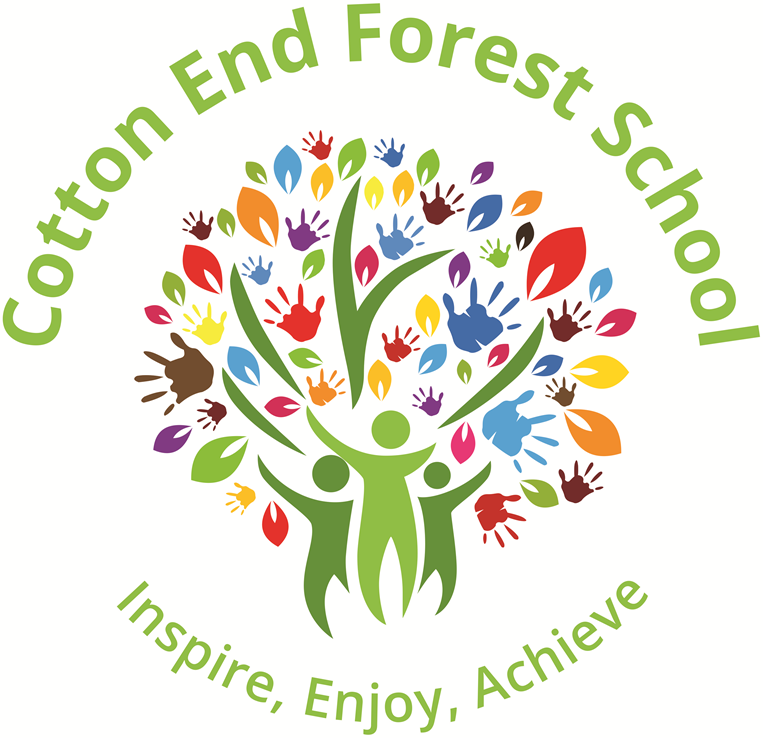 Cotton End Forest School
Inspire, Enjoy, Achieve